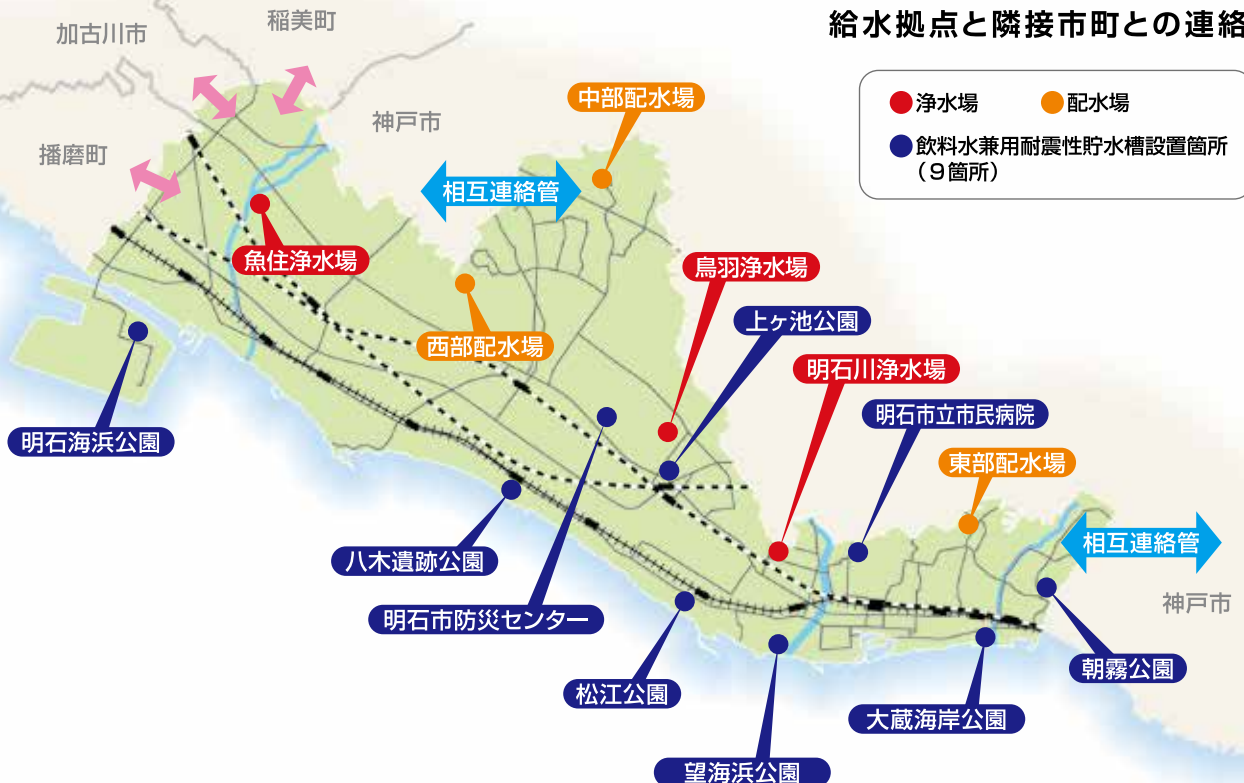 給水拠点と隣接市町との連絡
浄水場
配水場
飲料水兼用耐震性貯水槽設置箇所
（９箇所）
稲美町
加古川市
神戸市
播磨町
中部配水場
相互連絡管
魚住浄水場
鳥羽浄水場
西部配水場
上ヶ池公園
明石川浄水場
明石市立市民病院
明石海浜公園
東部配水場
相互連絡管
八木遺跡公園
神戸市
明石市防災センター
朝霧公園
松江公園
大蔵海岸公園
望海浜公園